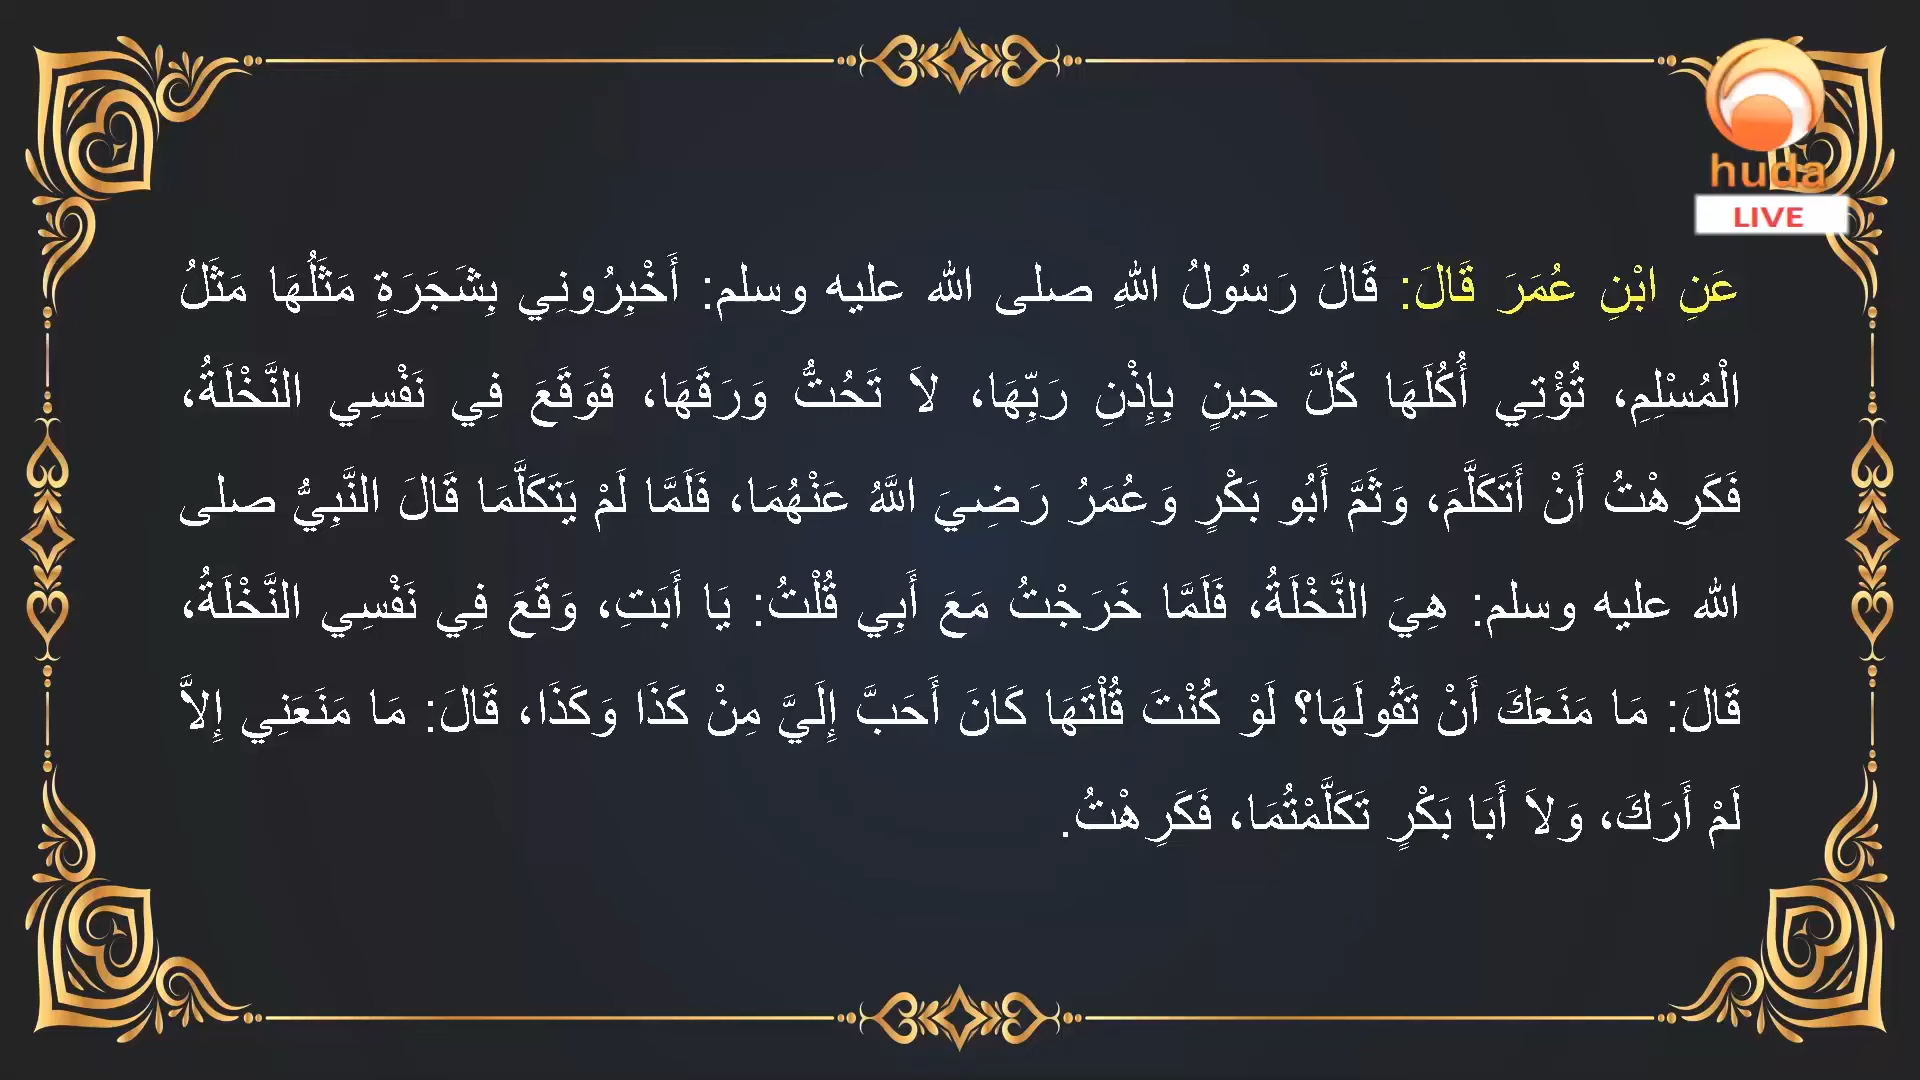 huda
LIVE
عَنِ ابْنِ عُمَرَ قَالَ: قَالَ رَسُولُ اللهِ صلى الله عليه وسلم: أَخْبِرُونِي بِشَجَرَةٍ مَثَلُهَا مَثَلُ
الْمُسْلِمِ، تُؤْتِي أُكُلَهَا كُلَّ حِينٍ بِإِذْنِ رَبِّهَا، لاَ تَحُتُّ وَرَقَهَا، فَوَقَعَ فِي نَفْسِي النَّخْلَةُ،
فَكَرِهْتُ أَنْ أَتَكَلَّمَ، وَثَمَّ أَبُو بَكْرٍ وَعُمَرُ رَضِيَ اللَّهُ عَنْهُمَا، فَلَمَّا لَمْ يَتَكَلَّمَا قَالَ النَّبِيُّ صلى
الله عليه وسلم: هِيَ النَّخْلَةُ، فَلَمَّا خَرَجْتُ مَعَ أَبِي قُلْتُ: يَا أَبَتِ، وَقَعَ فِي نَفْسِي النَّخْلَةُ،
قَالَ: مَا مَنَعَكَ أَنْ تَقُولَهَا؟ لَوْ كُنْتَ قُلْتَهَا كَانَ أَحَبَّ إِلَيَّ مِنْ كَذَا وَكَذَا، قَالَ: مَا مَنَعَنِي إِلاَّ
لَمْ أَرَكَ، وَلاَ أَبَا بَكْرٍ تَكَلَّمْتُمَا، فَكَرِهْتُ.